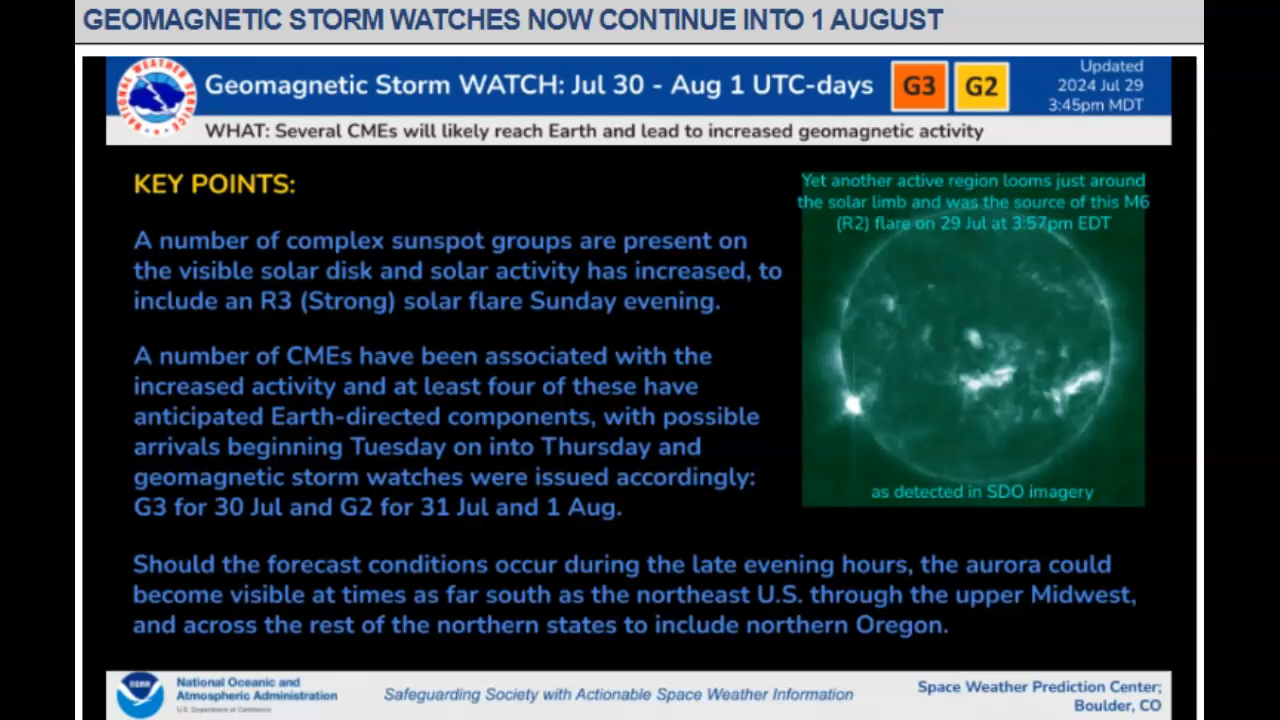 GEOMAGNETIC STORM WATCHES NOW CONTINUE INTO 1 AUGUST
NATIONAL WEATHER SERVICE
Geomagnetic Storm WATCH: Jul 30 - Aug 1 UTC-days
G3
G2
Updated
2024 Jul 29
3:45pm MDT
WHAT: Several CMEs will likely reach Earth and lead to increased geomagnetic activity
KEY POINTS:
A number of complex sunspot groups are present on
the visible solar disk and solar activity has increased, to
include an R3 (Strong) solar flare Sunday evening.
A number of CMEs have been associated with the
increased activity and at least four of these have
anticipated Earth-directed components, with possible
arrivals beginning Tuesday on into Thursday and
geomagnetic storm watches were issued accordingly:
G3 for 30 Jul and G2 for 31 Jul and 1 Aug.
Yet another active region looms just around
the solar limb and was the source of this M6
(R2) flare on 29 Jul at 3:57pm EDT
as detected in SDO imagery
Should the forecast conditions occur during the late evening hours, the aurora could
become visible at times as far south as the northeast U.S. through the upper Midwest,
and across the rest of the northern states to include northern Oregon.
NOAA
National Oceanic and
Atmospheric Administration
U.S. Department of Commerce
Safeguarding Society with Actionable Space Weather Information
Space Weather Prediction Center;
Boulder, CO